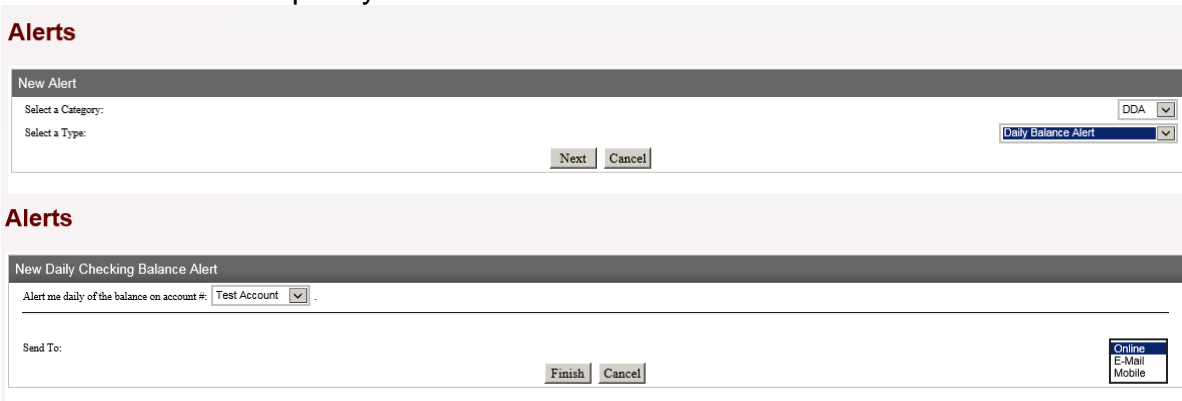 Alerts
New Alert
Select a Category: DDA
Select a Type: Daily Balance Alert
Next Cancel
Alerts
New Daily Checking Balance Alert
Alert me daily of the balance on account #: Test Account .
Send To: Online
E-Mail
Mobile
Finish Cancel